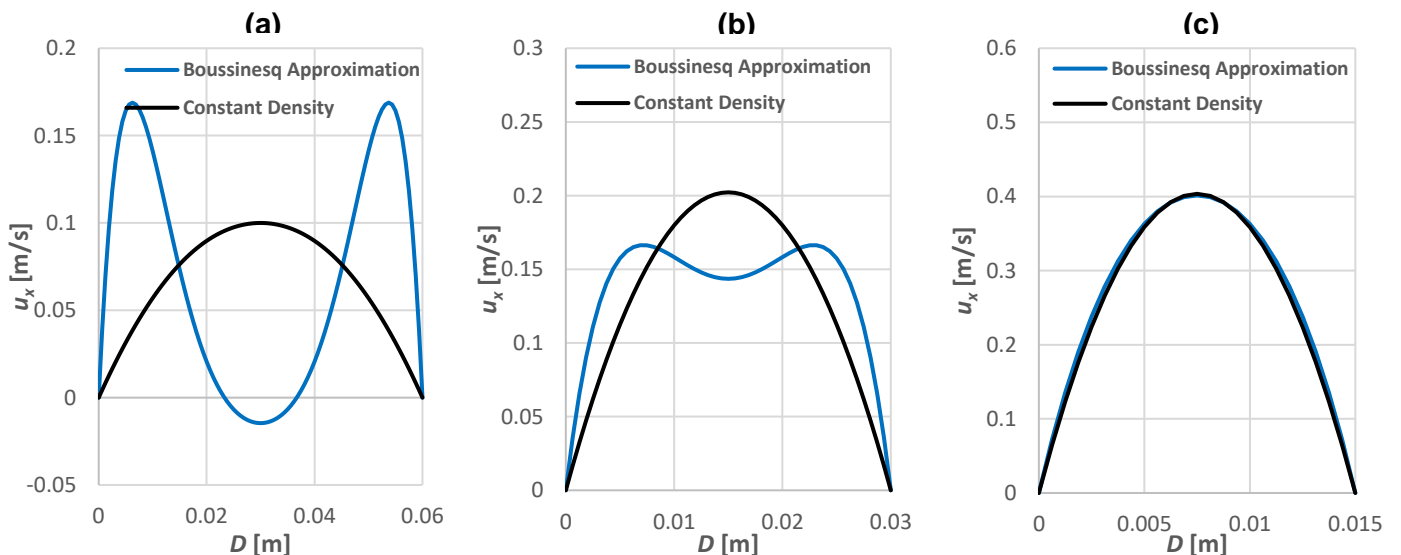 (a)
0.2
0.15
0.1
0.05
0
-0.05
u_x [m/s]
Boussinesq Approximation
Constant Density
0
0.02
0.04
0.06
D [m]
(b)
0.3
0.25
0.2
0.15
0.1
0.05
0
u_x [m/s]
Boussinesq Approximation
Constant Density
0
0.01
0.02
0.03
D [m]
(c)
0.6
0.5
0.4
0.3
0.2
0.1
0
u_x [m/s]
Boussinesq Approximation
Constant Density
0
0.005
0.010
0.015
D [m]